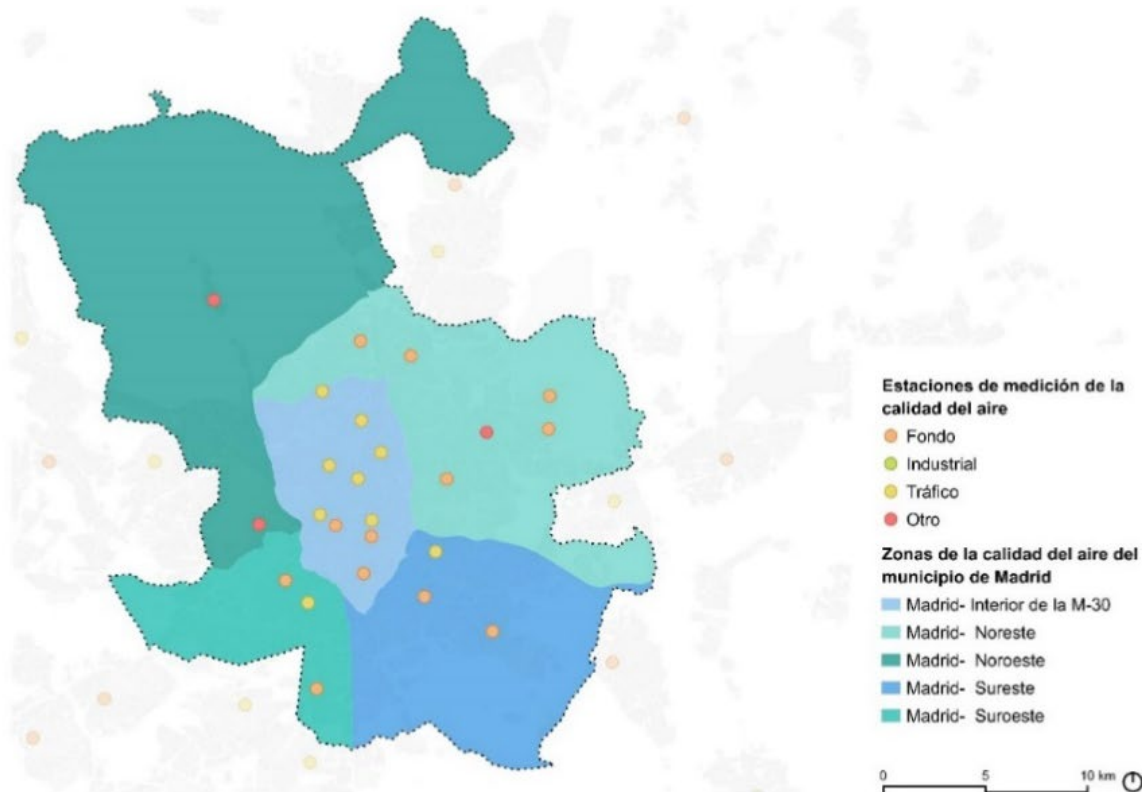 Estaciones de medición de la
calidad del aire
Fondo
Industrial
Tráfico
Otro
Zonas de la calidad del aire del
municipio de Madrid
Madrid- Interior de la M-30
Madrid- Noreste
Madrid- Noroeste
Madrid- Sureste
Madrid- Suroeste
0 5 10 km